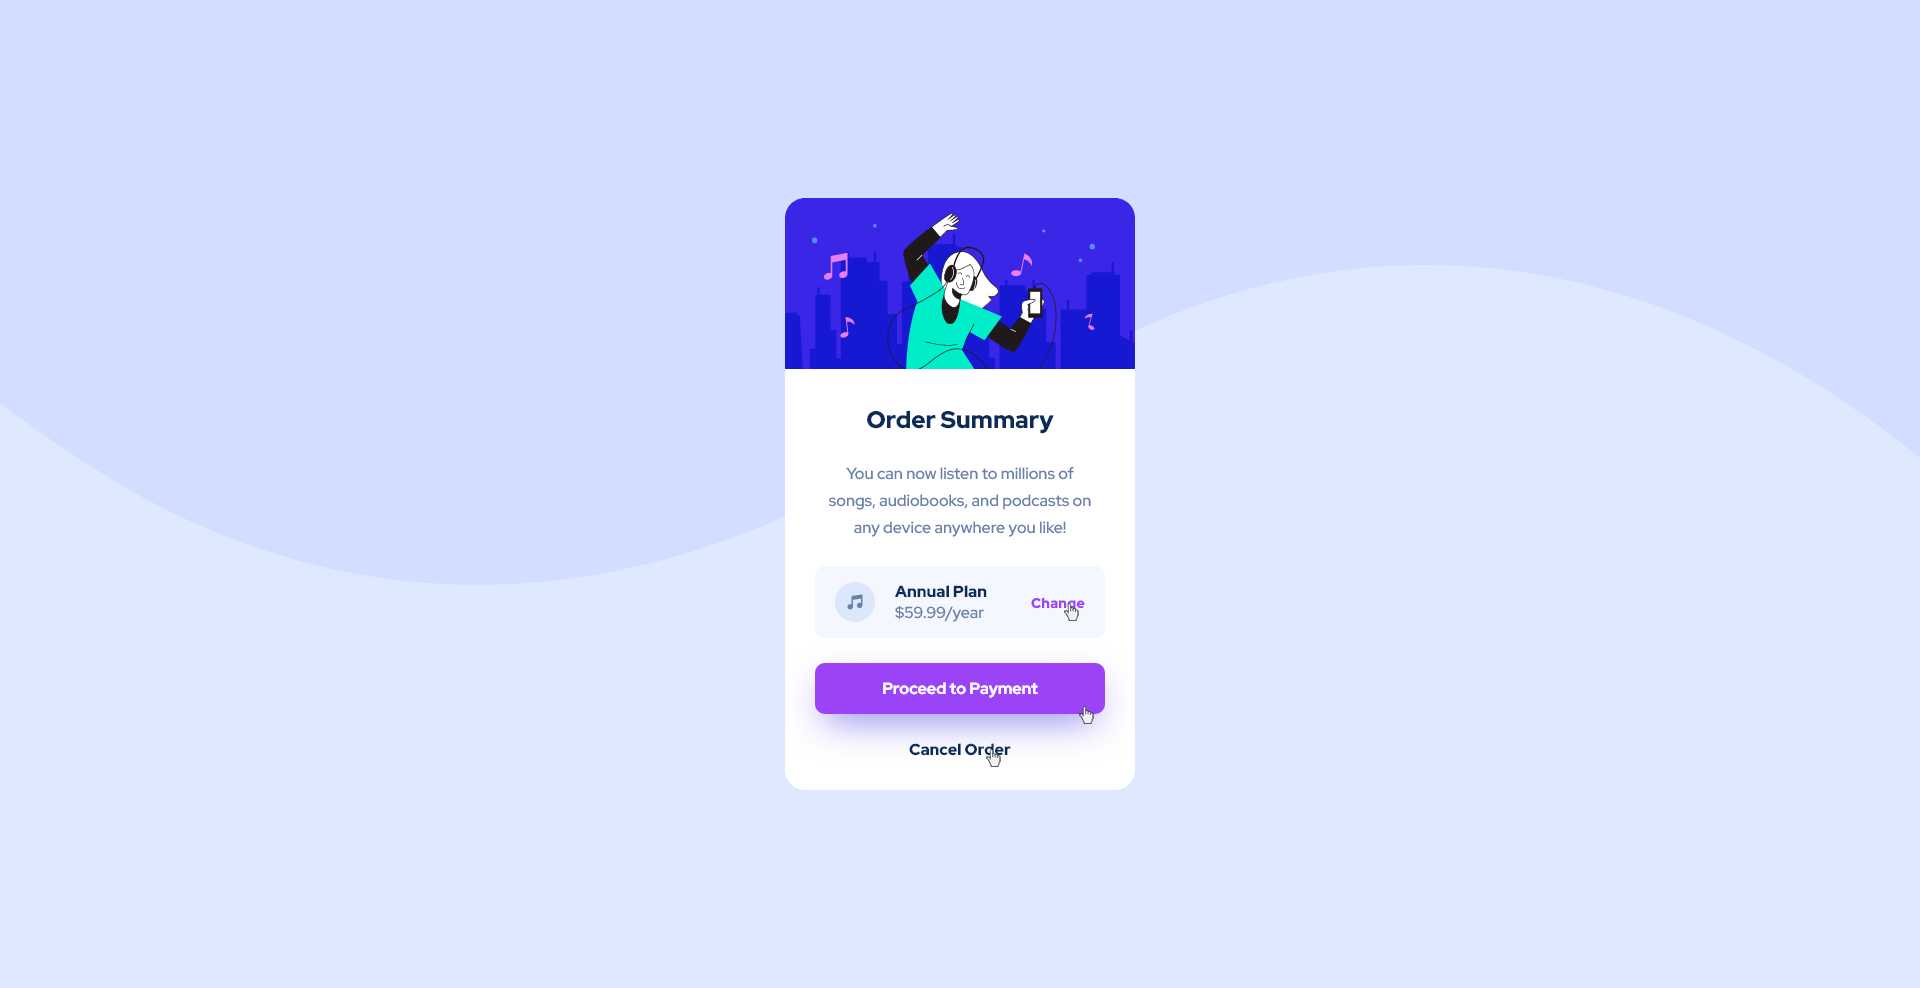 Order Summary
You can now listen to millions of
songs, audiobooks, and podcasts on
any device anywhere you like!
Annual Plan
$59.99/year
Change
Proceed to Payment
Cancel Order